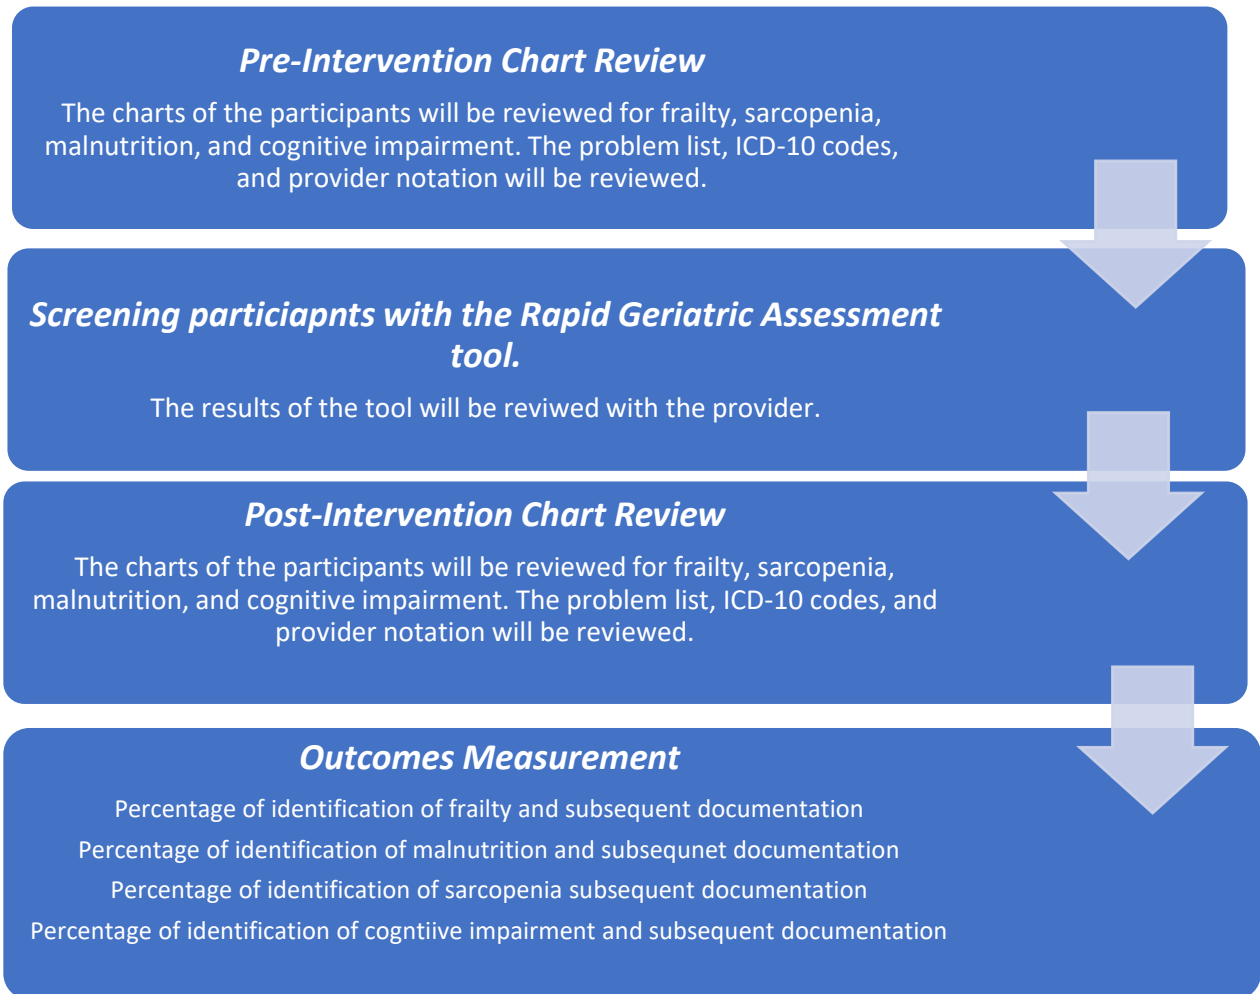 Pre-Intervention Chart Review
The charts of the participants will be reviewed for frailty, sarcopenia,
malnutrition, and cognitive impairment. The problem list, ICD-10 codes,
and provider notation will be reviewed.
Screening particiapnts with the Rapid Geriatric Assessment
tool.
The results of the tool will be reviwed with the provider.
Post-Intervention Chart Review
The charts of the participants will be reviewed for frailty, sarcopenia,
malnutrition, and cognitive impairment. The problem list, ICD-10 codes, and
provider notation will be reviewed.
Outcomes Measurement
Percentage of identification of frailty and subsequent documentation
Percentage of identification of malnutrition and subsequnet documentation
Percentage of identification of sarcopenia subsequent documentation
Percentage of identification of cogntiive impairment and subsequent documentation